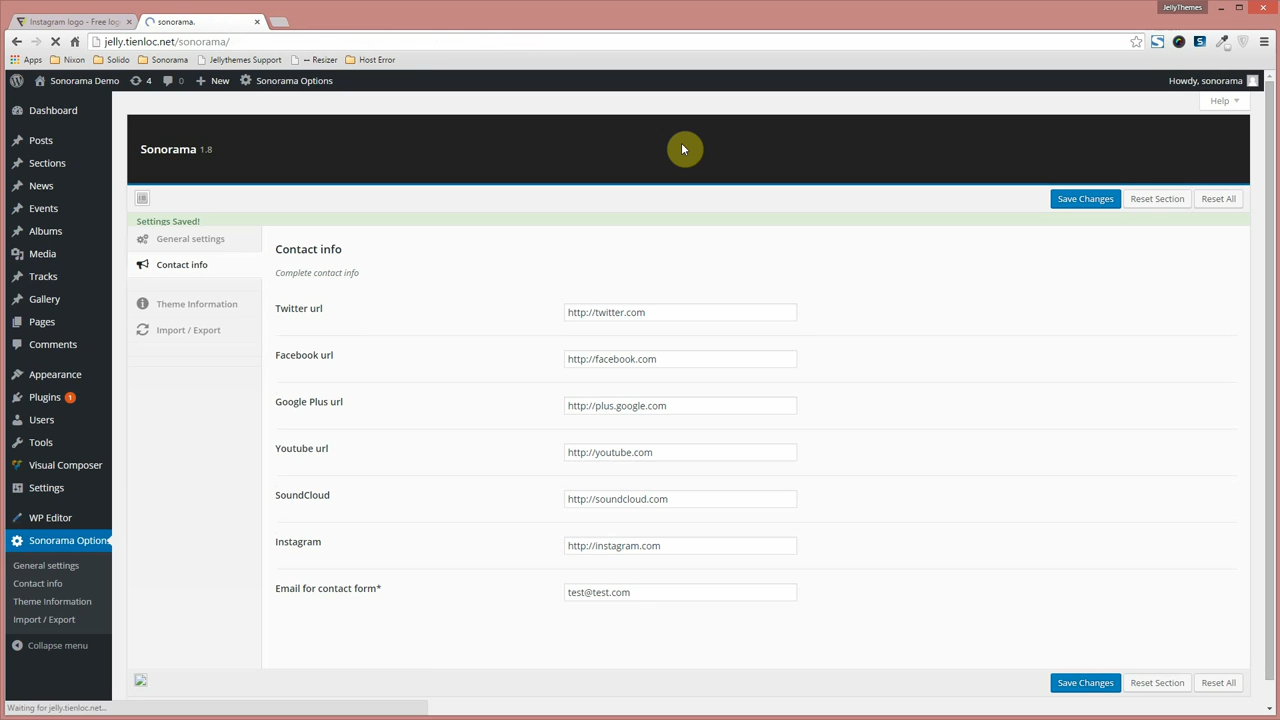 JellyThemes
Instagram logo - Free log
sonorama.
jelly.tienloc.net/sonorama/
Apps Nixon Solido Sonorama Jellythemes Support ↔ Resizer Host Error
Sonorama Demo 4 0 New Sonorama Options Howdy, sonorama
Help
Dashboard
Posts
Sections
News
Events
Albums
Media
Tracks
Gallery
Pages
Comments
Appearance
Plugins 1
Users
Tools
Visual Composer
Settings
WP Editor
Sonorama Options
General settings
Contact info
Theme Information
Import / Export
Collapse menu
Sonorama 1.8
Save Changes Reset Section Reset All
Settings Saved!
General settings
Contact info
Theme Information
Import / Export
Contact info
Complete contact info
Twitter url http://twitter.com
Facebook url http://facebook.com
Google Plus url http://plus.google.com
Youtube url http://youtube.com
SoundCloud http://soundcloud.com
Instagram http://instagram.com
Email for contact form* test@test.com
Save Changes Reset Section Reset All
Waiting for jelly.tienloc.net...